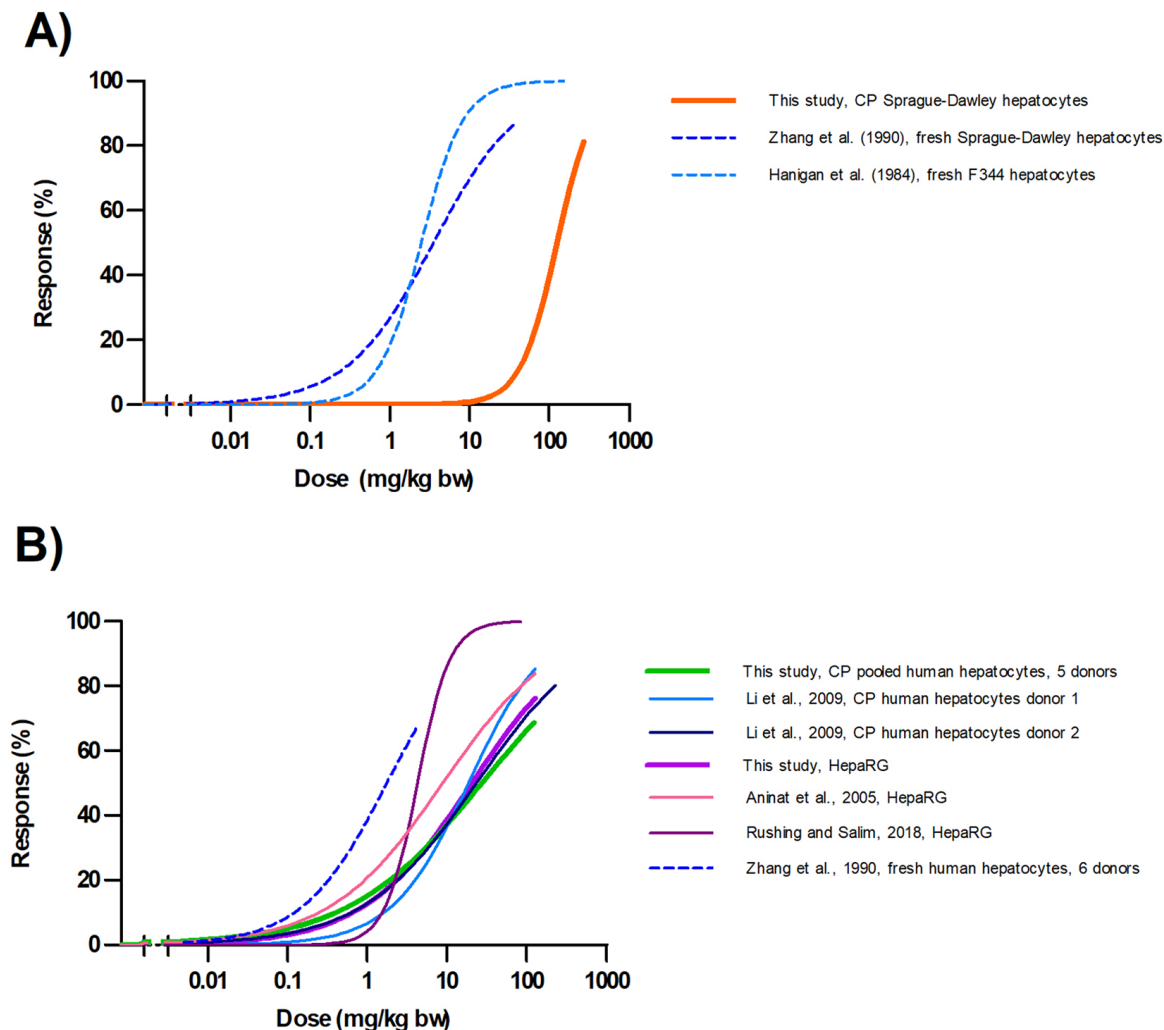 A)
100
80
60
40
20
0
Response (%)
0.01 0.1 1 10 100 1000
Dose (mg/kg bw)
This study, CP Sprague-Dawley hepatocytes
Zhang et al. (1990), fresh Sprague-Dawley hepatocytes
Hanigan et al. (1984), fresh F344 hepatocytes
B)
100
80
60
40
20
0
Response (%)
0.01 0.1 1 10 100 1000
Dose (mg/kg bw)
This study, CP pooled human hepatocytes, 5 donors
Li et al., 2009, CP human hepatocytes donor 1
Li et al., 2009, CP human hepatocytes donor 2
This study, HepaRG
Aninat et al., 2005, HepaRG
Rushing and Salim, 2018, HepaRG
Zhang et al., 1990, fresh human hepatocytes, 6 donors